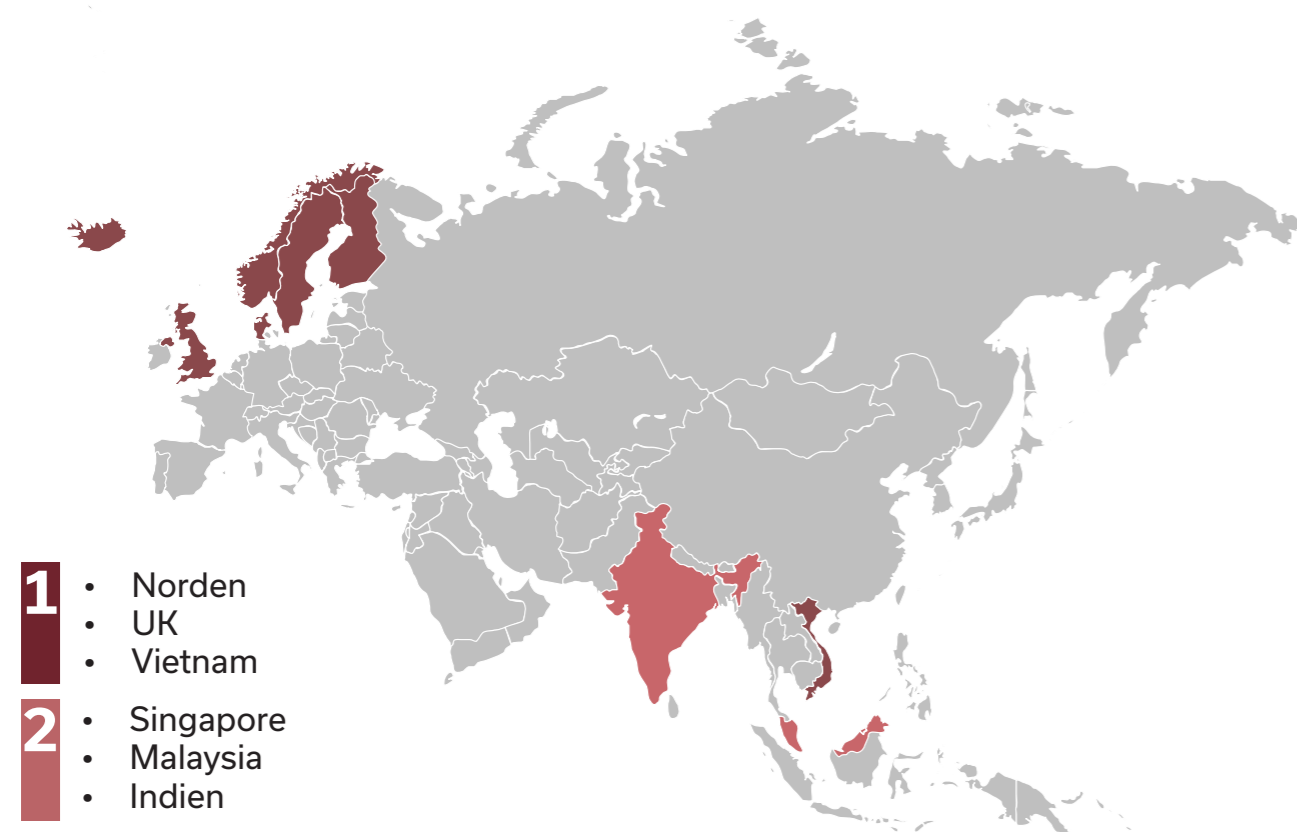 1
• Norden
• UK
• Vietnam
2
• Singapore
• Malaysia
• Indien